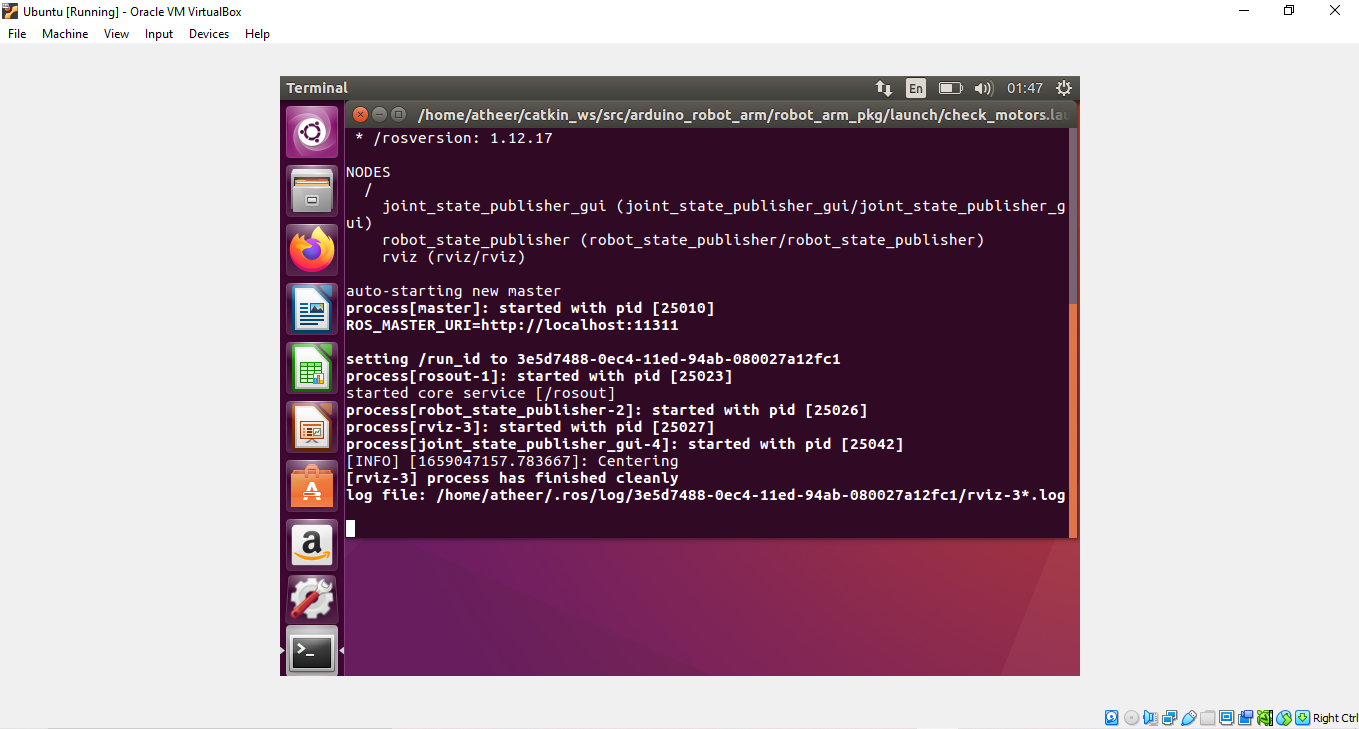 Ubuntu [Running] - Oracle VM VirtualBox
File Machine View Input Devices Help
Terminal En 01:47
/home/atheer/catkin_ws/src/arduino_robot_arm/robot_arm_pkg/launch/check_motors.lau
* /rosversion: 1.12.17
NODES
/
joint_state_publisher_gui (joint_state_publisher_gui/joint_state_publisher_g
ui)
robot_state_publisher (robot_state_publisher/robot_state_publisher)
rviz (rviz/rviz)
auto-starting new master
process[master]: started with pid [25010]
ROS_MASTER_URI=http://localhost:11311
setting /run_id to 3e5d7488-0ec4-11ed-94ab-080027a12fc1
process[rosout-1]: started with pid [25023]
started core service [/rosout]
process[robot_state_publisher-2]: started with pid [25026]
process[rviz-3]: started with pid [25027]
process[joint_state_publisher_gui-4]: started with pid [25042]
[INFO] [1659047157.783667]: Centering
[rviz-3] process has finished cleanly
log file: /home/atheer/.ros/log/3e5d7488-0ec4-11ed-94ab-080027a12fc1/rviz-3*.log
a
>_
Right Ctrl